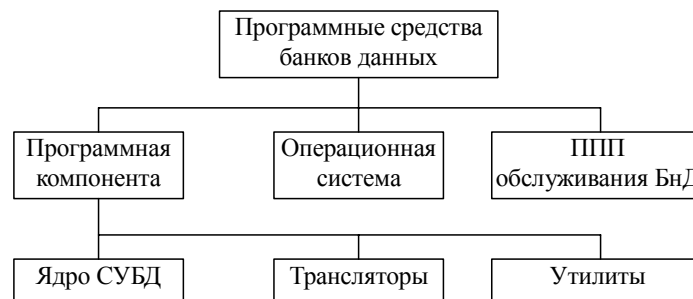 Программные средства
банков данных
Программная
компонента
Операционная
система
ППП
обслуживания БнД
Ядро СУБД
Трансляторы
Утилиты